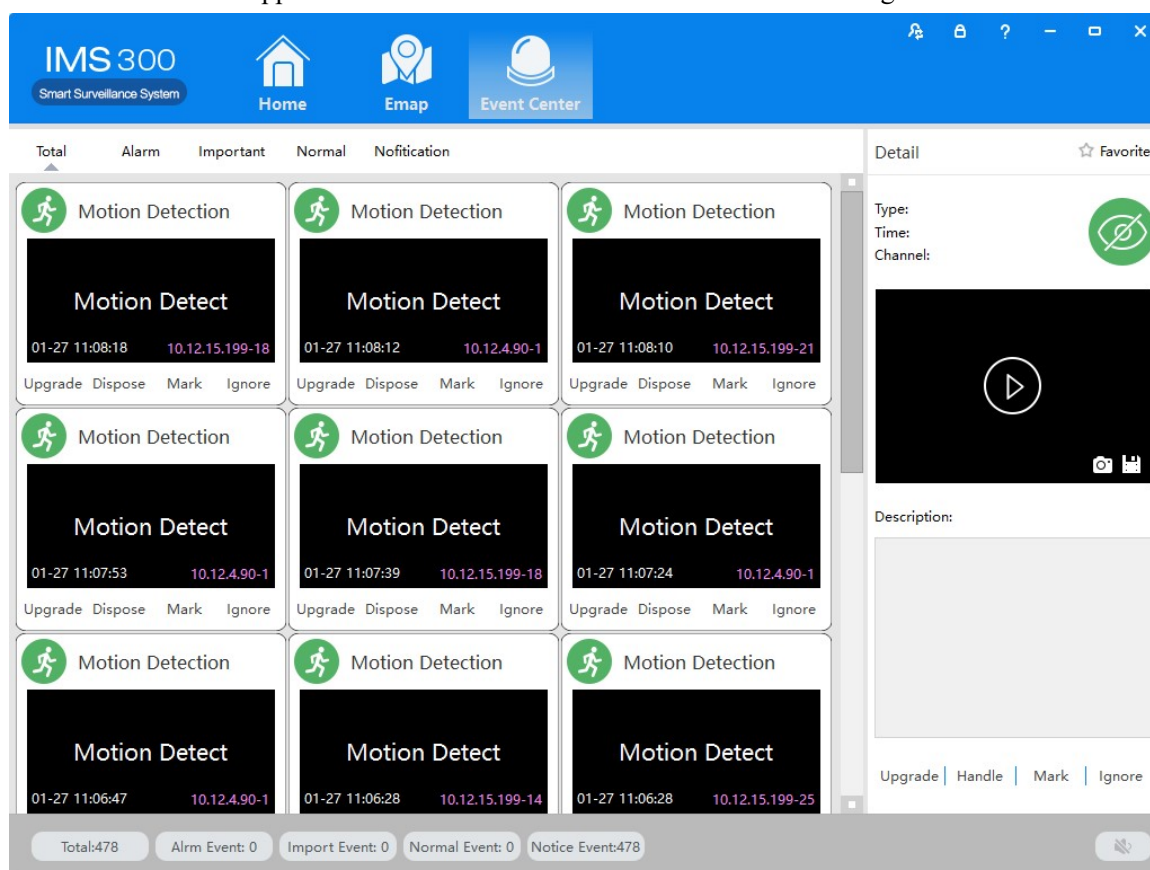 IMS 300
Smart Surveillance System
Home
Emap
Event Center
?
Total Alarm Important Normal Nofitication
Detail
Favorite
Motion Detection
Motion Detect
01-27 11:08:18 10.12.15.199-18
Upgrade Dispose Mark Ignore
Motion Detection
Motion Detect
01-27 11:08:12 10.12.4.90-1
Upgrade Dispose Mark Ignore
Motion Detection
Motion Detect
01-27 11:08:10 10.12.15.199-21
Upgrade Dispose Mark Ignore
Motion Detection
Motion Detect
01-27 11:07:53 10.12.4.90-1
Upgrade Dispose Mark Ignore
Motion Detection
Motion Detect
01-27 11:07:39 10.12.15.199-18
Upgrade Dispose Mark Ignore
Motion Detection
Motion Detect
01-27 11:07:24 10.12.4.90-1
Upgrade Dispose Mark Ignore
Motion Detection
Motion Detect
01-27 11:06:47 10.12.4.90-1
Motion Detection
Motion Detect
01-27 11:06:28 10.12.15.199-14
Motion Detection
Motion Detect
01-27 11:06:28 10.12.15.199-25
Type:
Time:
Channel:
Description:
Upgrade Handle Mark Ignore
Total:478 Alrm Event: 0 Import Event: 0 Normal Event: 0 Notice Event:478